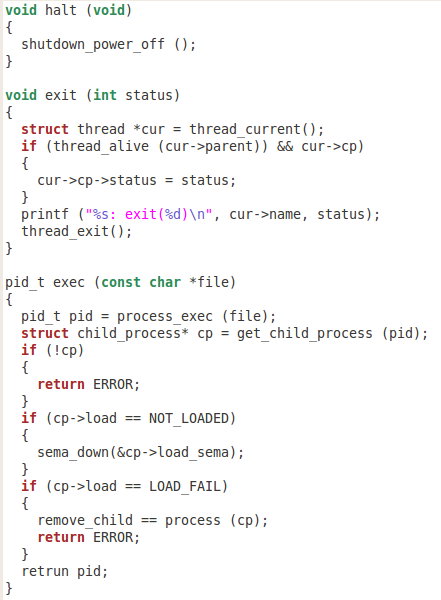 void halt (void)
{
  shutdown_power_off ();
}

void exit (int status)
{
  struct thread *cur = thread_current();
  if (thread_alive (cur->parent)) && cur->cp)
  {
    cur->cp->status = status;
  }
  printf ("%s: exit(%d)\n", cur->name, status);
  thread_exit();
}

pid_t exec (const char *file)
{
  pid_t pid = process_exec (file);
  struct child_process* cp = get_child_process (pid);
  if (!cp)
  {
    return ERROR;
  }
  if (cp->load == NOT_LOADED)
  {
    sema_down(&cp->load_sema);
  }
  if (cp->load == LOAD_FAIL)
  {
    remove_child == process (cp);
    return ERROR;
  }
  retrun pid;
}